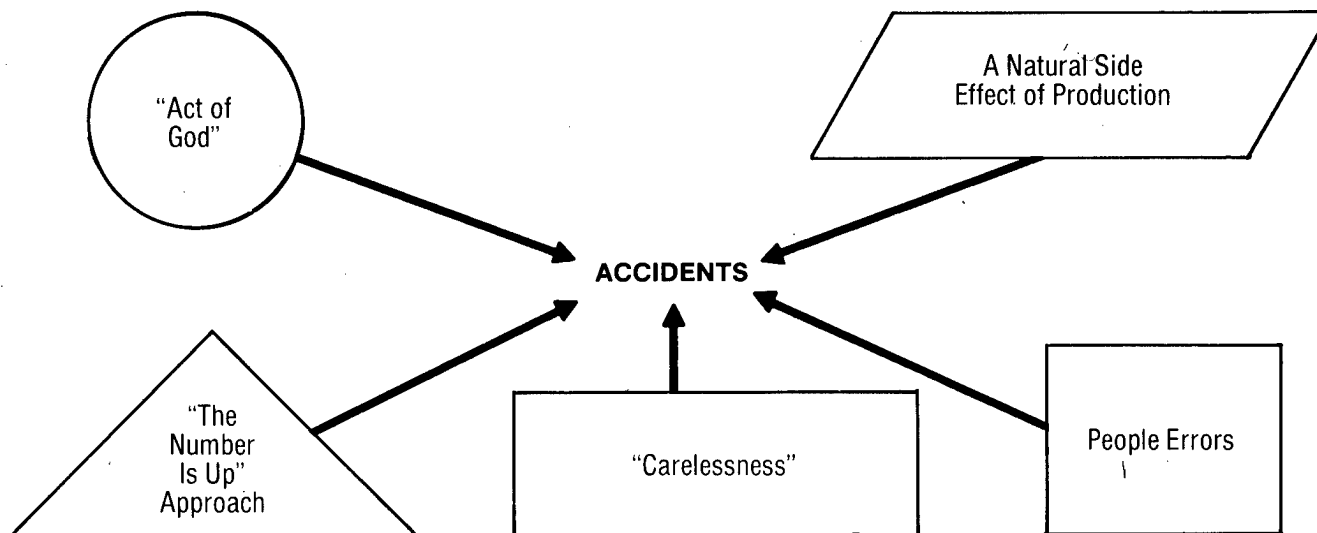 “Act of
God”
A Natural Side
Effect of Production
ACCIDENTS
“The
Number
Is Up”
Approach
“Carelessness”
People Errors